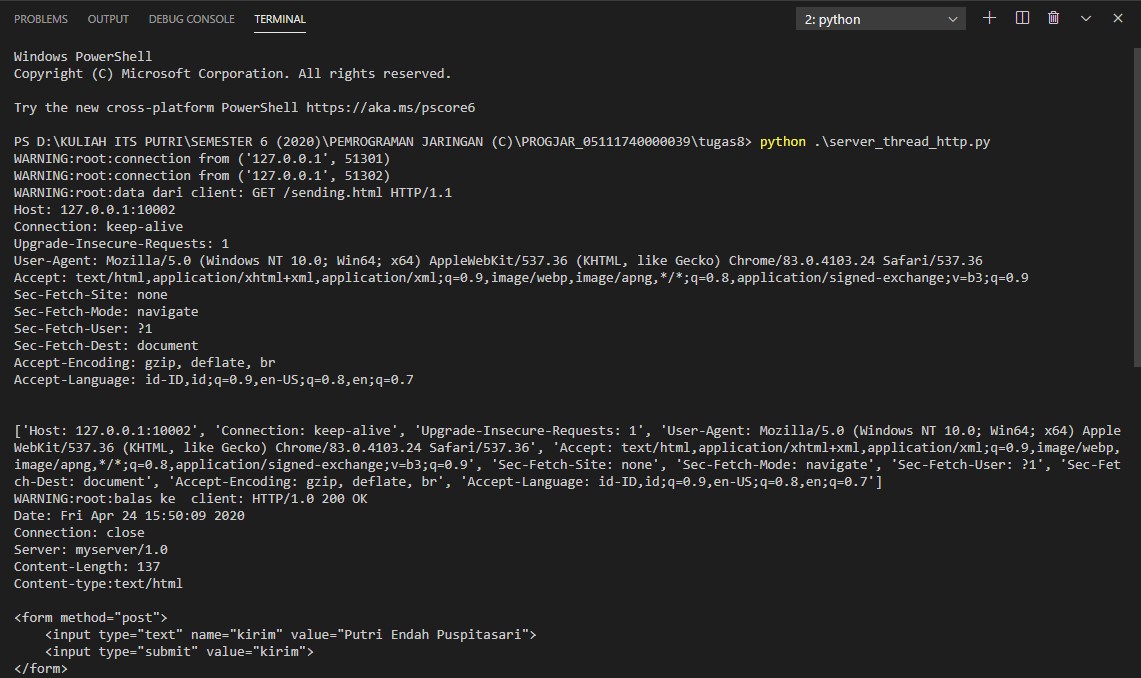 PROBLEMS OUTPUT DEBUG CONSOLE TERMINAL 2: python
Windows PowerShell
Copyright (C) Microsoft Corporation. All rights reserved.
Try the new cross-platform PowerShell https://aka.ms/pscore6
PS D:\KULIAH ITS PUTRI\SEMESTER 6 (2020)\PEMROGRAMAN JARINGAN (C)\PROGJAR_05111740000039\tugas8> python .\server_thread_http.py
WARNING:root:connection from ('127.0.0.1', 51301)
WARNING:root:connection from ('127.0.0.1', 51302)
WARNING:root:data dari client: GET /sending.html HTTP/1.1
Host: 127.0.0.1:10002
Connection: keep-alive
Upgrade-Insecure-Requests: 1
User-Agent: Mozilla/5.0 (Windows NT 10.0; Win64; x64) AppleWebKit/537.36 (KHTML, like Gecko) Chrome/83.0.4103.24 Safari/537.36
Accept: text/html,application/xhtml+xml,application/xml;q=0.9,image/webp,image/apng,*/*;q=0.8,application/signed-exchange;v=b3;q=0.9
Sec-Fetch-Site: none
Sec-Fetch-Mode: navigate
Sec-Fetch-User: ?1
Sec-Fetch-Dest: document
Accept-Encoding: gzip, deflate, br
Accept-Language: id-ID,id;q=0.9,en-US;q=0.8,en;q=0.7
['Host: 127.0.0.1:10002', 'Connection: keep-alive', 'Upgrade-Insecure-Requests: 1', 'User-Agent: Mozilla/5.0 (Windows NT 10.0; Win64; x64) Apple
WebKit/537.36 (KHTML, like Gecko) Chrome/83.0.4103.24 Safari/537.36', 'Accept: text/html,application/xhtml+xml,application/xml;q=0.9,image/webp,
image/apng,*/*;q=0.8,application/signed-exchange;v=b3;q=0.9', 'Sec-Fetch-Site: none', 'Sec-Fetch-Mode: navigate', 'Sec-Fetch-User: ?1', 'Sec-Fet
ch-Dest: document', 'Accept-Encoding: gzip, deflate, br', 'Accept-Language: id-ID,id;q=0.9,en-US;q=0.8,en;q=0.7']
WARNING:root:balas ke  client: HTTP/1.0 200 OK
Date: Fri Apr 24 15:50:09 2020
Connection: close
Server: myserver/1.0
Content-Length: 137
Content-type:text/html
<form method="post">
    <input type="text" name="kirim" value="Putri Endah Puspitasari">
    <input type="submit" value="kirim">
</form>